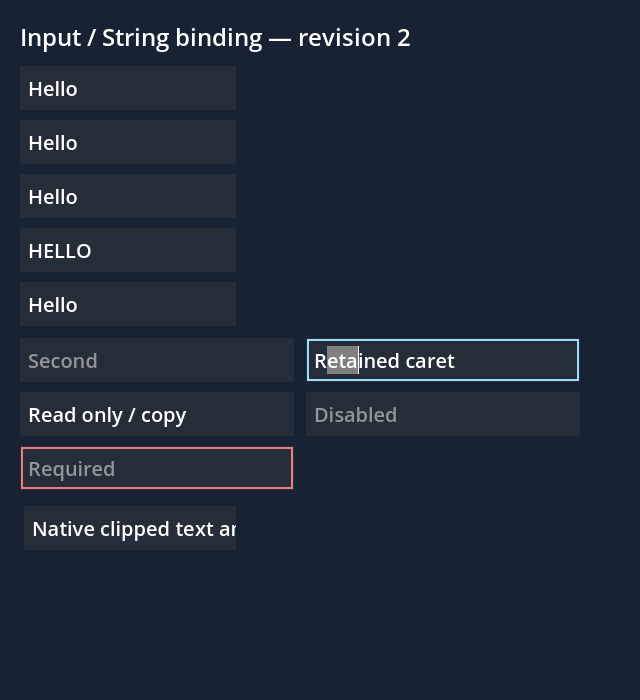 Input / String binding — revision 2
Hello
Hello
Hello
HELLO
Hello
Second
Retained caret
Read only / copy
Disabled
Required
Native clipped text